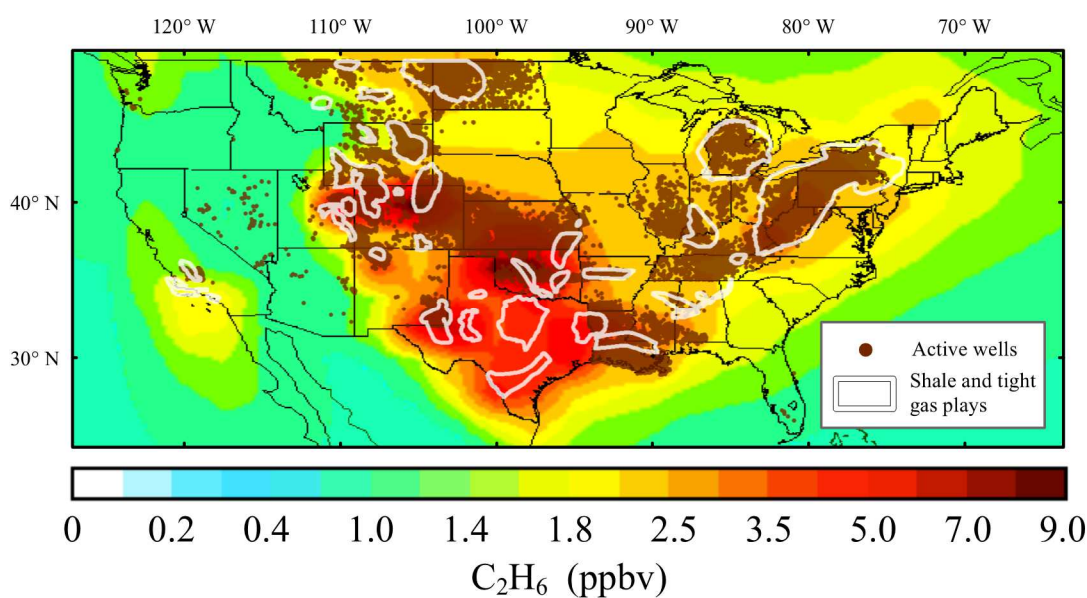 120° W 110° W 100° W 90° W 80° W 70° W
40° N
30° N
Active wells
Shale and tight
gas plays
0 0.2 0.4 1.0 1.4 1.8 2.5 3.5 5.0 7.0 9.0
C₂H₆ (ppbv)